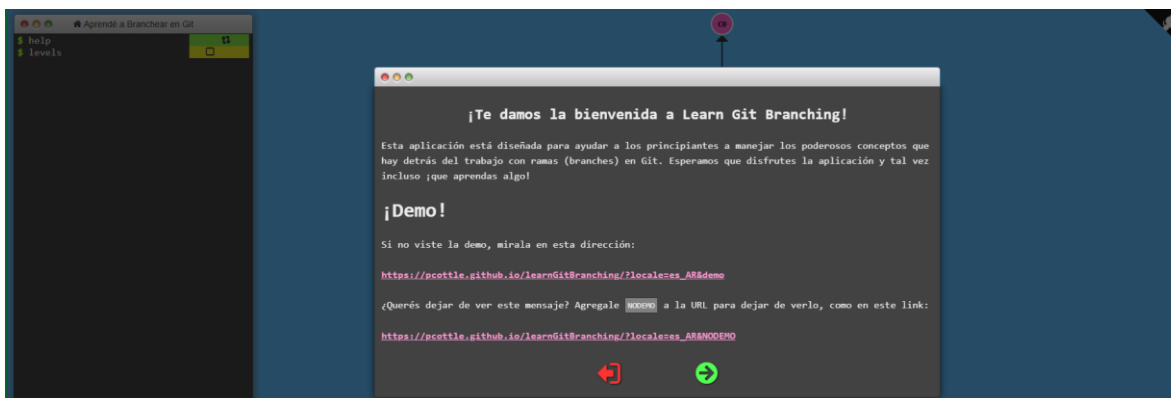 Aprendé a Branchear en Git
$ help
$ levels
C0
¡Te damos la bienvenida a Learn Git Branching!
Esta aplicación está diseñada para ayudar a los principiantes a manejar los poderosos conceptos que
hay detrás del trabajo con ramas (branches) en Git. Esperamos que disfrutes la aplicación y tal vez
incluso ¡que aprendas algo!
¡Demo!
Si no viste la demo, mirala en esta dirección:
https://pcottle.github.io/learnGitBranching/?locale=es_AR&demo
¿Querés dejar de ver este mensaje? Agregale NODEMO a la URL para dejar de verlo, como en este link:
https://pcottle.github.io/learnGitBranching/?locale=es_AR&NODEMO